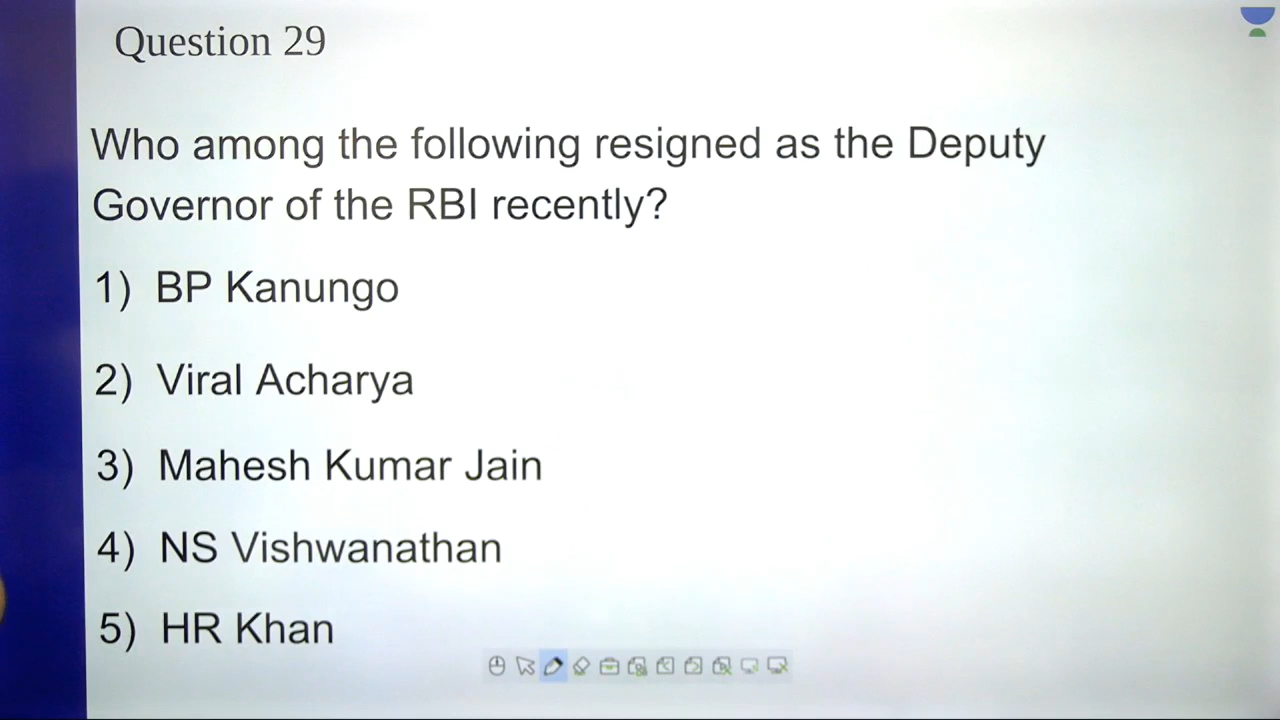 Question 29
Who among the following resigned as the Deputy
Governor of the RBI recently?
1) BP Kanungo
2) Viral Acharya
3) Mahesh Kumar Jain
4) NS Vishwanathan
5) HR Khan